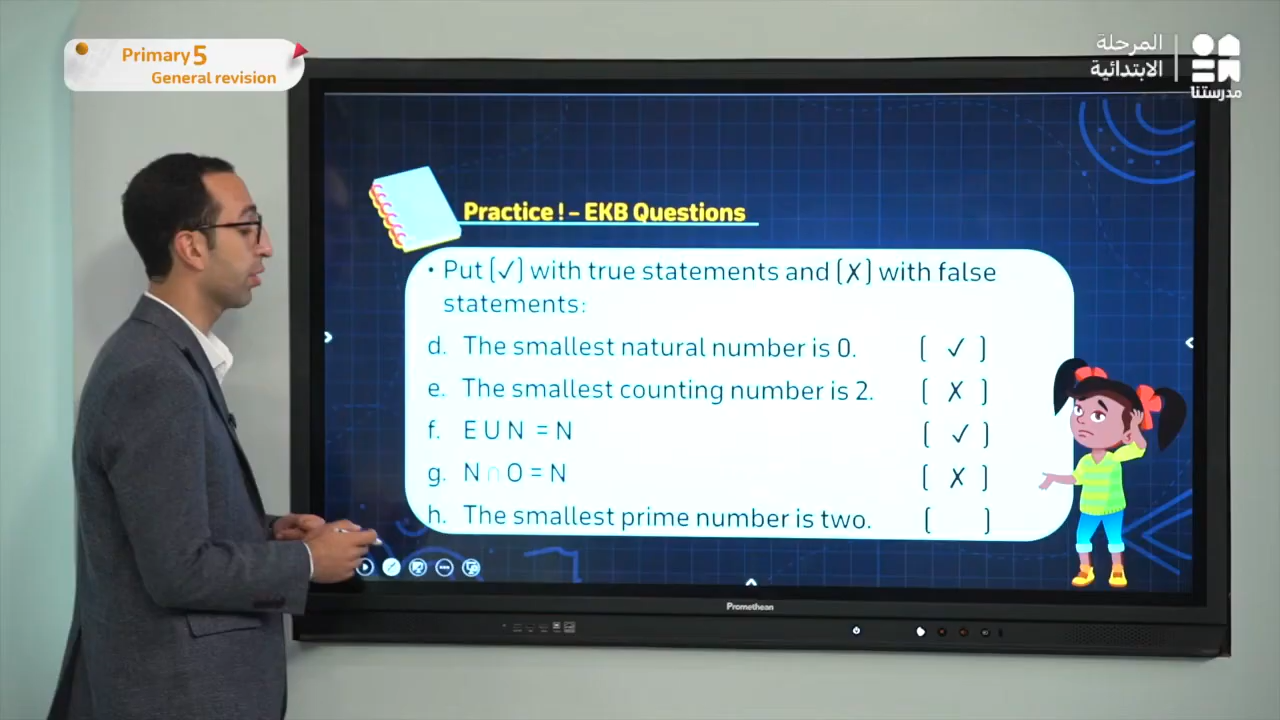 Primary 5
General revision
المرحلة
الابتدائية
مدرستنا
Practice ! – EKB Questions
• Put (✓) with true statements and (X) with false
statements:
d. The smallest natural number is 0. ( ✓ )
e. The smallest counting number is 2. ( X )
f. E U N = N ( ✓ )
g. N ∩ O = N ( X )
h. The smallest prime number is two. ( )
Promethean